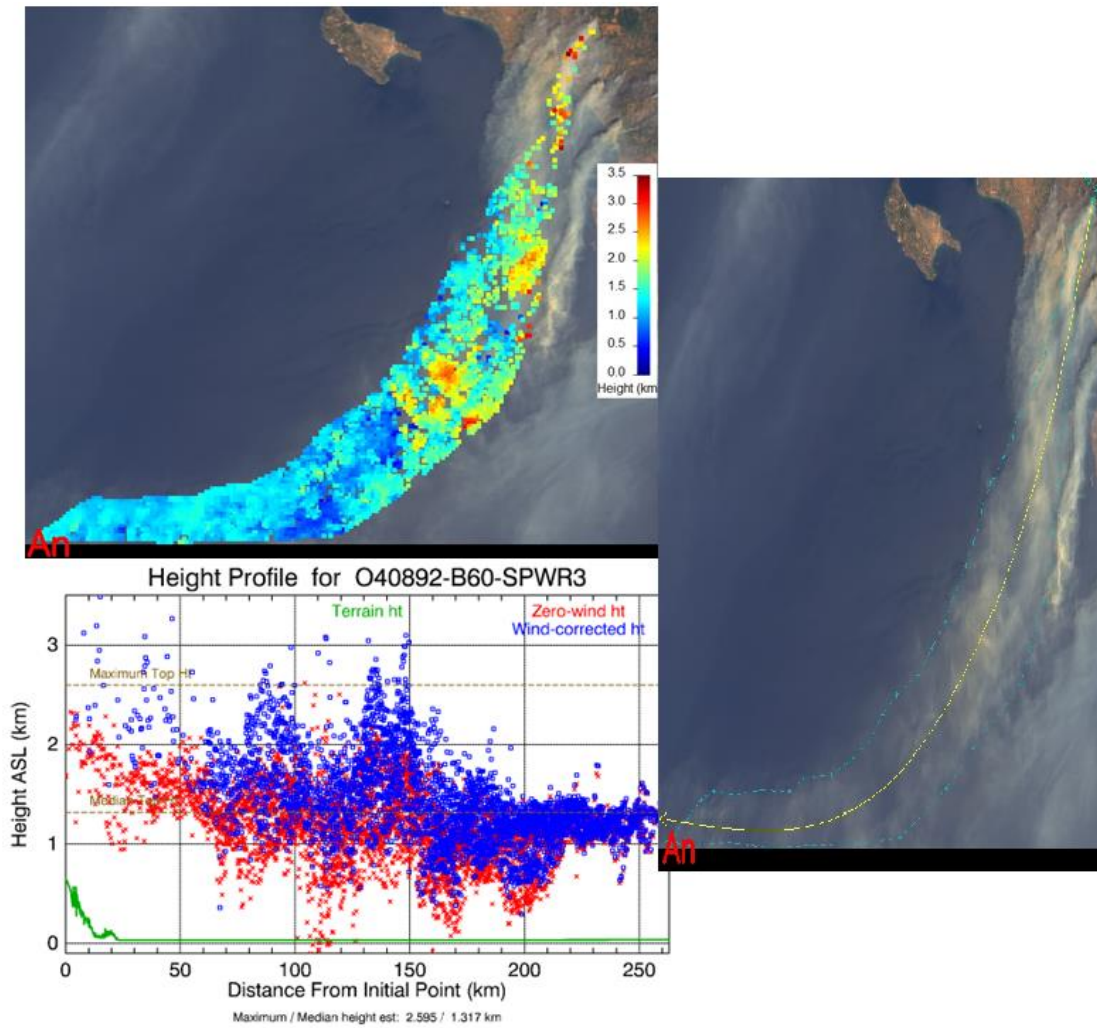 3.5
3.0
2.5
2.0
1.5
1.0
0.5
0.0
Height (km)
An
An
Height Profile for O40892-B60-SPWR3
Terrain ht
Zero-wind ht
Wind-corrected ht
Maximum Top Ht
Median
Height ASL (km)
3
2
1
0
0 50 100 150 200 250
Distance From Initial Point (km)
Maximum / Median height est: 2.595 / 1.317 km